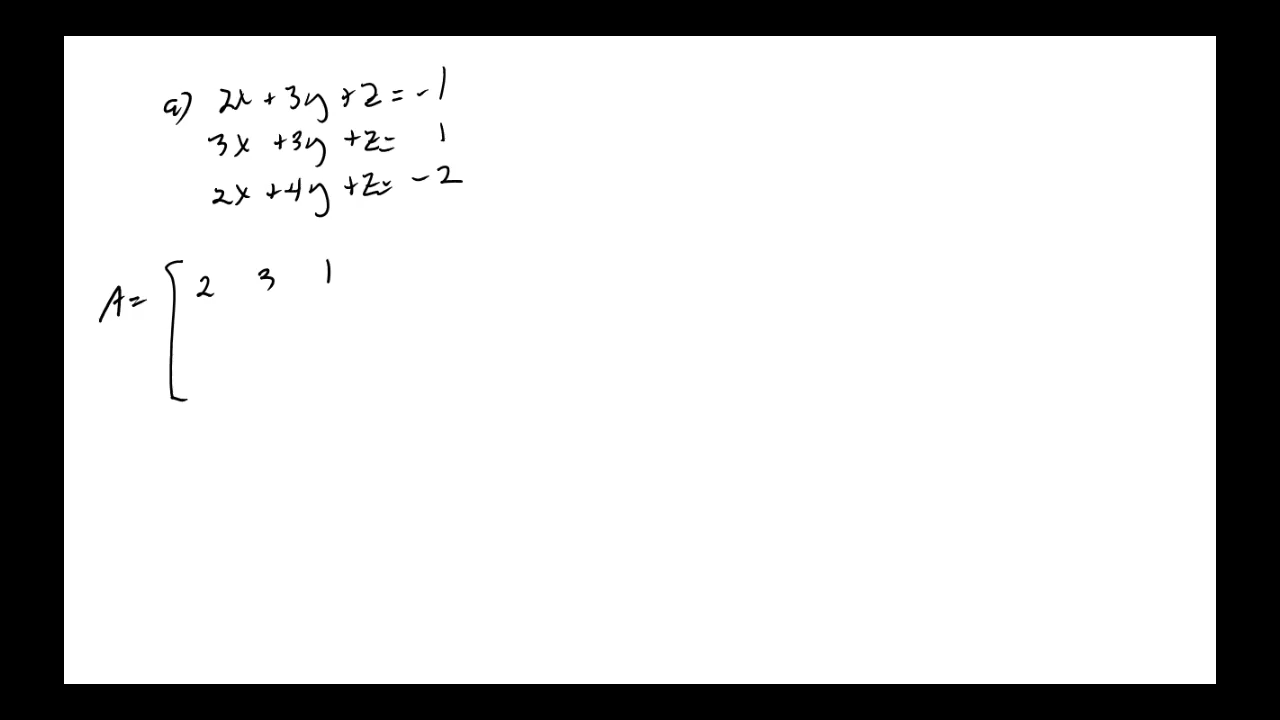 a) 2x + 3y + z = -1
3x + 3y + z = 1
2x + 4y + z = -2
A = [ 2 3 1